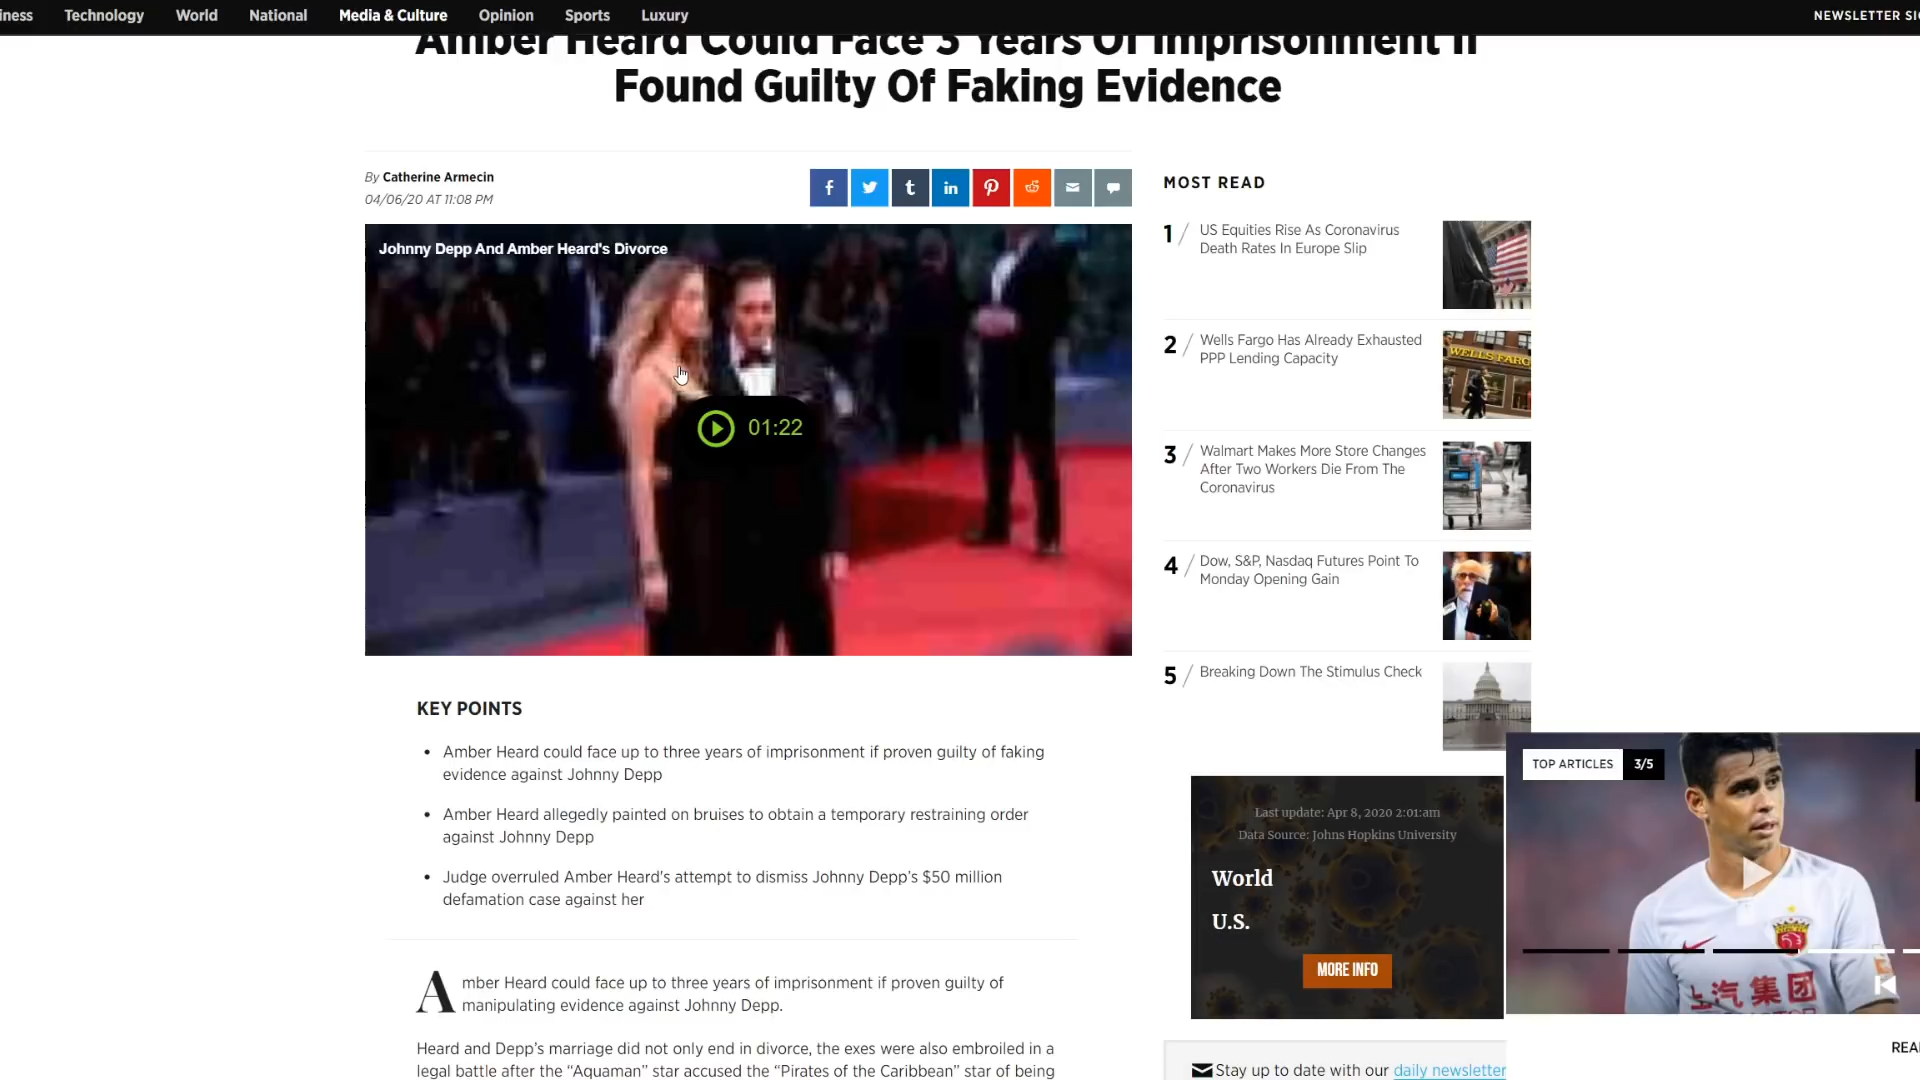 iness Technology World National Media & Culture Opinion Sports Luxury NEWSLETTER SI
Amber Heard Could Face 3 Years Of Imprisonment If
Found Guilty Of Faking Evidence
By Catherine Armecin
04/06/20 AT 11:08 PM
Johnny Depp And Amber Heard's Divorce
01:22
KEY POINTS
Amber Heard could face up to three years of imprisonment if proven guilty of faking
evidence against Johnny Depp
Amber Heard allegedly painted on bruises to obtain a temporary restraining order
against Johnny Depp
Judge overruled Amber Heard's attempt to dismiss Johnny Depp's $50 million
defamation case against her
Amber Heard could face up to three years of imprisonment if proven guilty of
manipulating evidence against Johnny Depp.
Heard and Depp's marriage did not only end in divorce, the exes were also embroiled in a
legal battle after the “Aquaman” star accused the “Pirates of the Caribbean” star of being
MOST READ
1 / US Equities Rise As Coronavirus
Death Rates In Europe Slip
2 / Wells Fargo Has Already Exhausted
PPP Lending Capacity
WELLS FARG
3 / Walmart Makes More Store Changes
After Two Workers Die From The
Coronavirus
4 / Dow, S&P, Nasdaq Futures Point To
Monday Opening Gain
5 / Breaking Down The Stimulus Check
Last update: Apr 8, 2020 2:01:am
Data Source: Johns Hopkins University
World
U.S.
MORE INFO
TOP ARTICLES 3/5
上汽集团
REA
Stay up to date with our daily newsletter